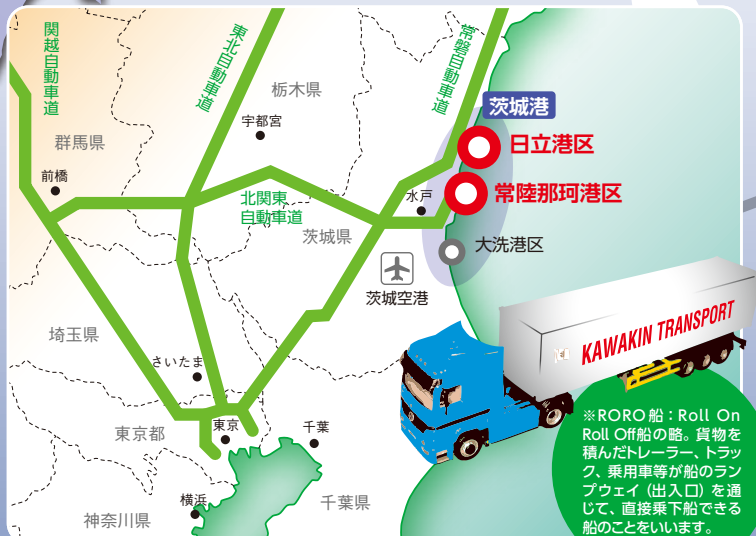 関越自動車道
東北自動車道
常磐自動車道
栃木県
茨城港
宇都宮
日立港区
群馬県
前橋
北関東
自動車道
水戸
常陸那珂港区
茨城県
大洗港区
茨城空港
埼玉県
KAWAKIN TRANSPORT
さいたま
東京都
東京
千葉
横浜
千葉県
神奈川県
※RORO船：Roll On
Roll Off船の略。貨物を
積んだトレーラー、トラッ
ク、乗用車等が船のラン
プウェイ（出入口）を通
じて、直接乗下船できる
船のことをいいます。